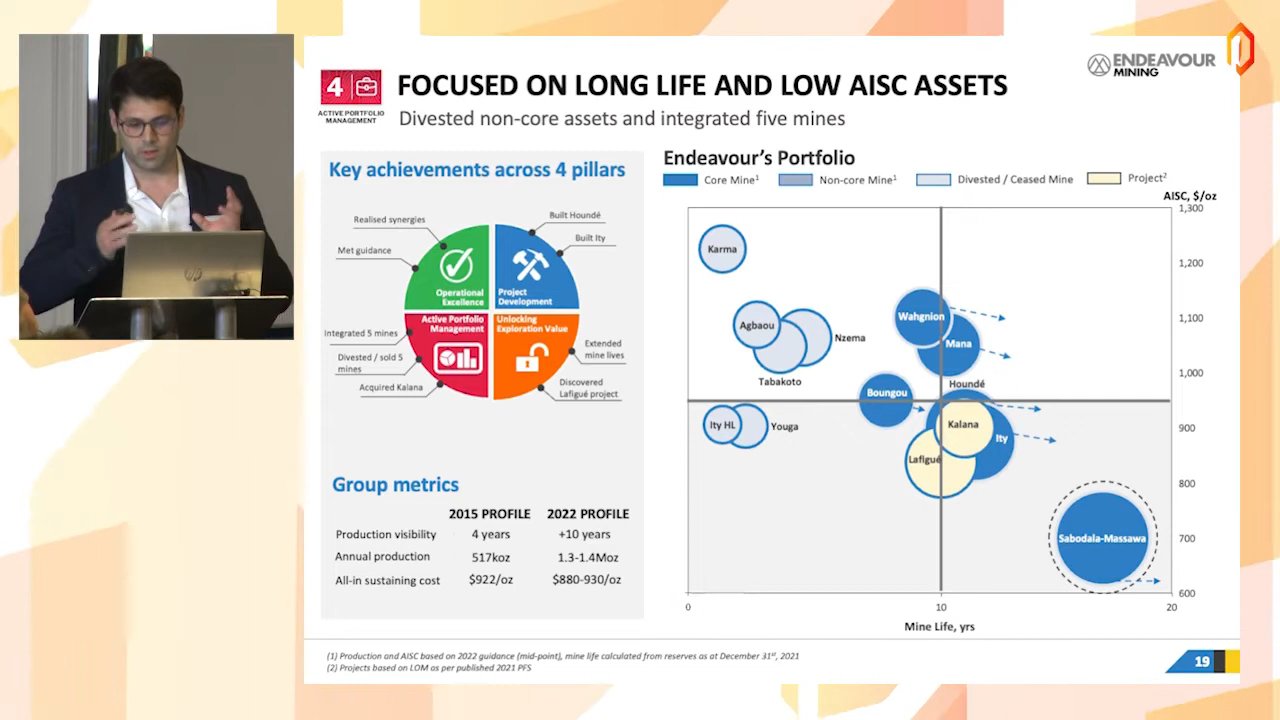 ENDEAVOUR
MINING
4
ACTIVE PORTFOLIO
MANAGEMENT
FOCUSED ON LONG LIFE AND LOW AISC ASSETS
Divested non-core assets and integrated five mines
Key achievements across 4 pillars
Realised synergies
Met guidance
Built Houndé
Built Ity
Operational
Excellence
Project
Development
Active Portfolio
Management
Unlocking
Exploration Value
Integrated 5 mines
Divested / sold 5
mines
Acquired Kalana
Extended
mine lives
Discovered
Lafigué project
Group metrics
2015 PROFILE 2022 PROFILE
Production visibility 4 years +10 years
Annual production 517koz 1.3-1.4Moz
All-in sustaining cost $922/oz $880-930/oz
Endeavour's Portfolio
Core Mine1 Non-core Mine1 Divested / Ceased Mine Project2
AISC, $/oz
1,300
1,200
1,100
1,000
900
800
700
600
Karma
Agbaou
Nzema
Tabakoto
Wahgnion
Mana
Houndé
Boungou
Ity HL
Youga
Kalana
Ity
Lafigué
Sabodala-Massawa
0 10 20
Mine Life, yrs
(1) Production and AISC based on 2022 guidance (mid-point), mine life calculated from reserves as at December 31st, 2021
(2) Projects based on LOM as per published 2021 PFS
19
hp